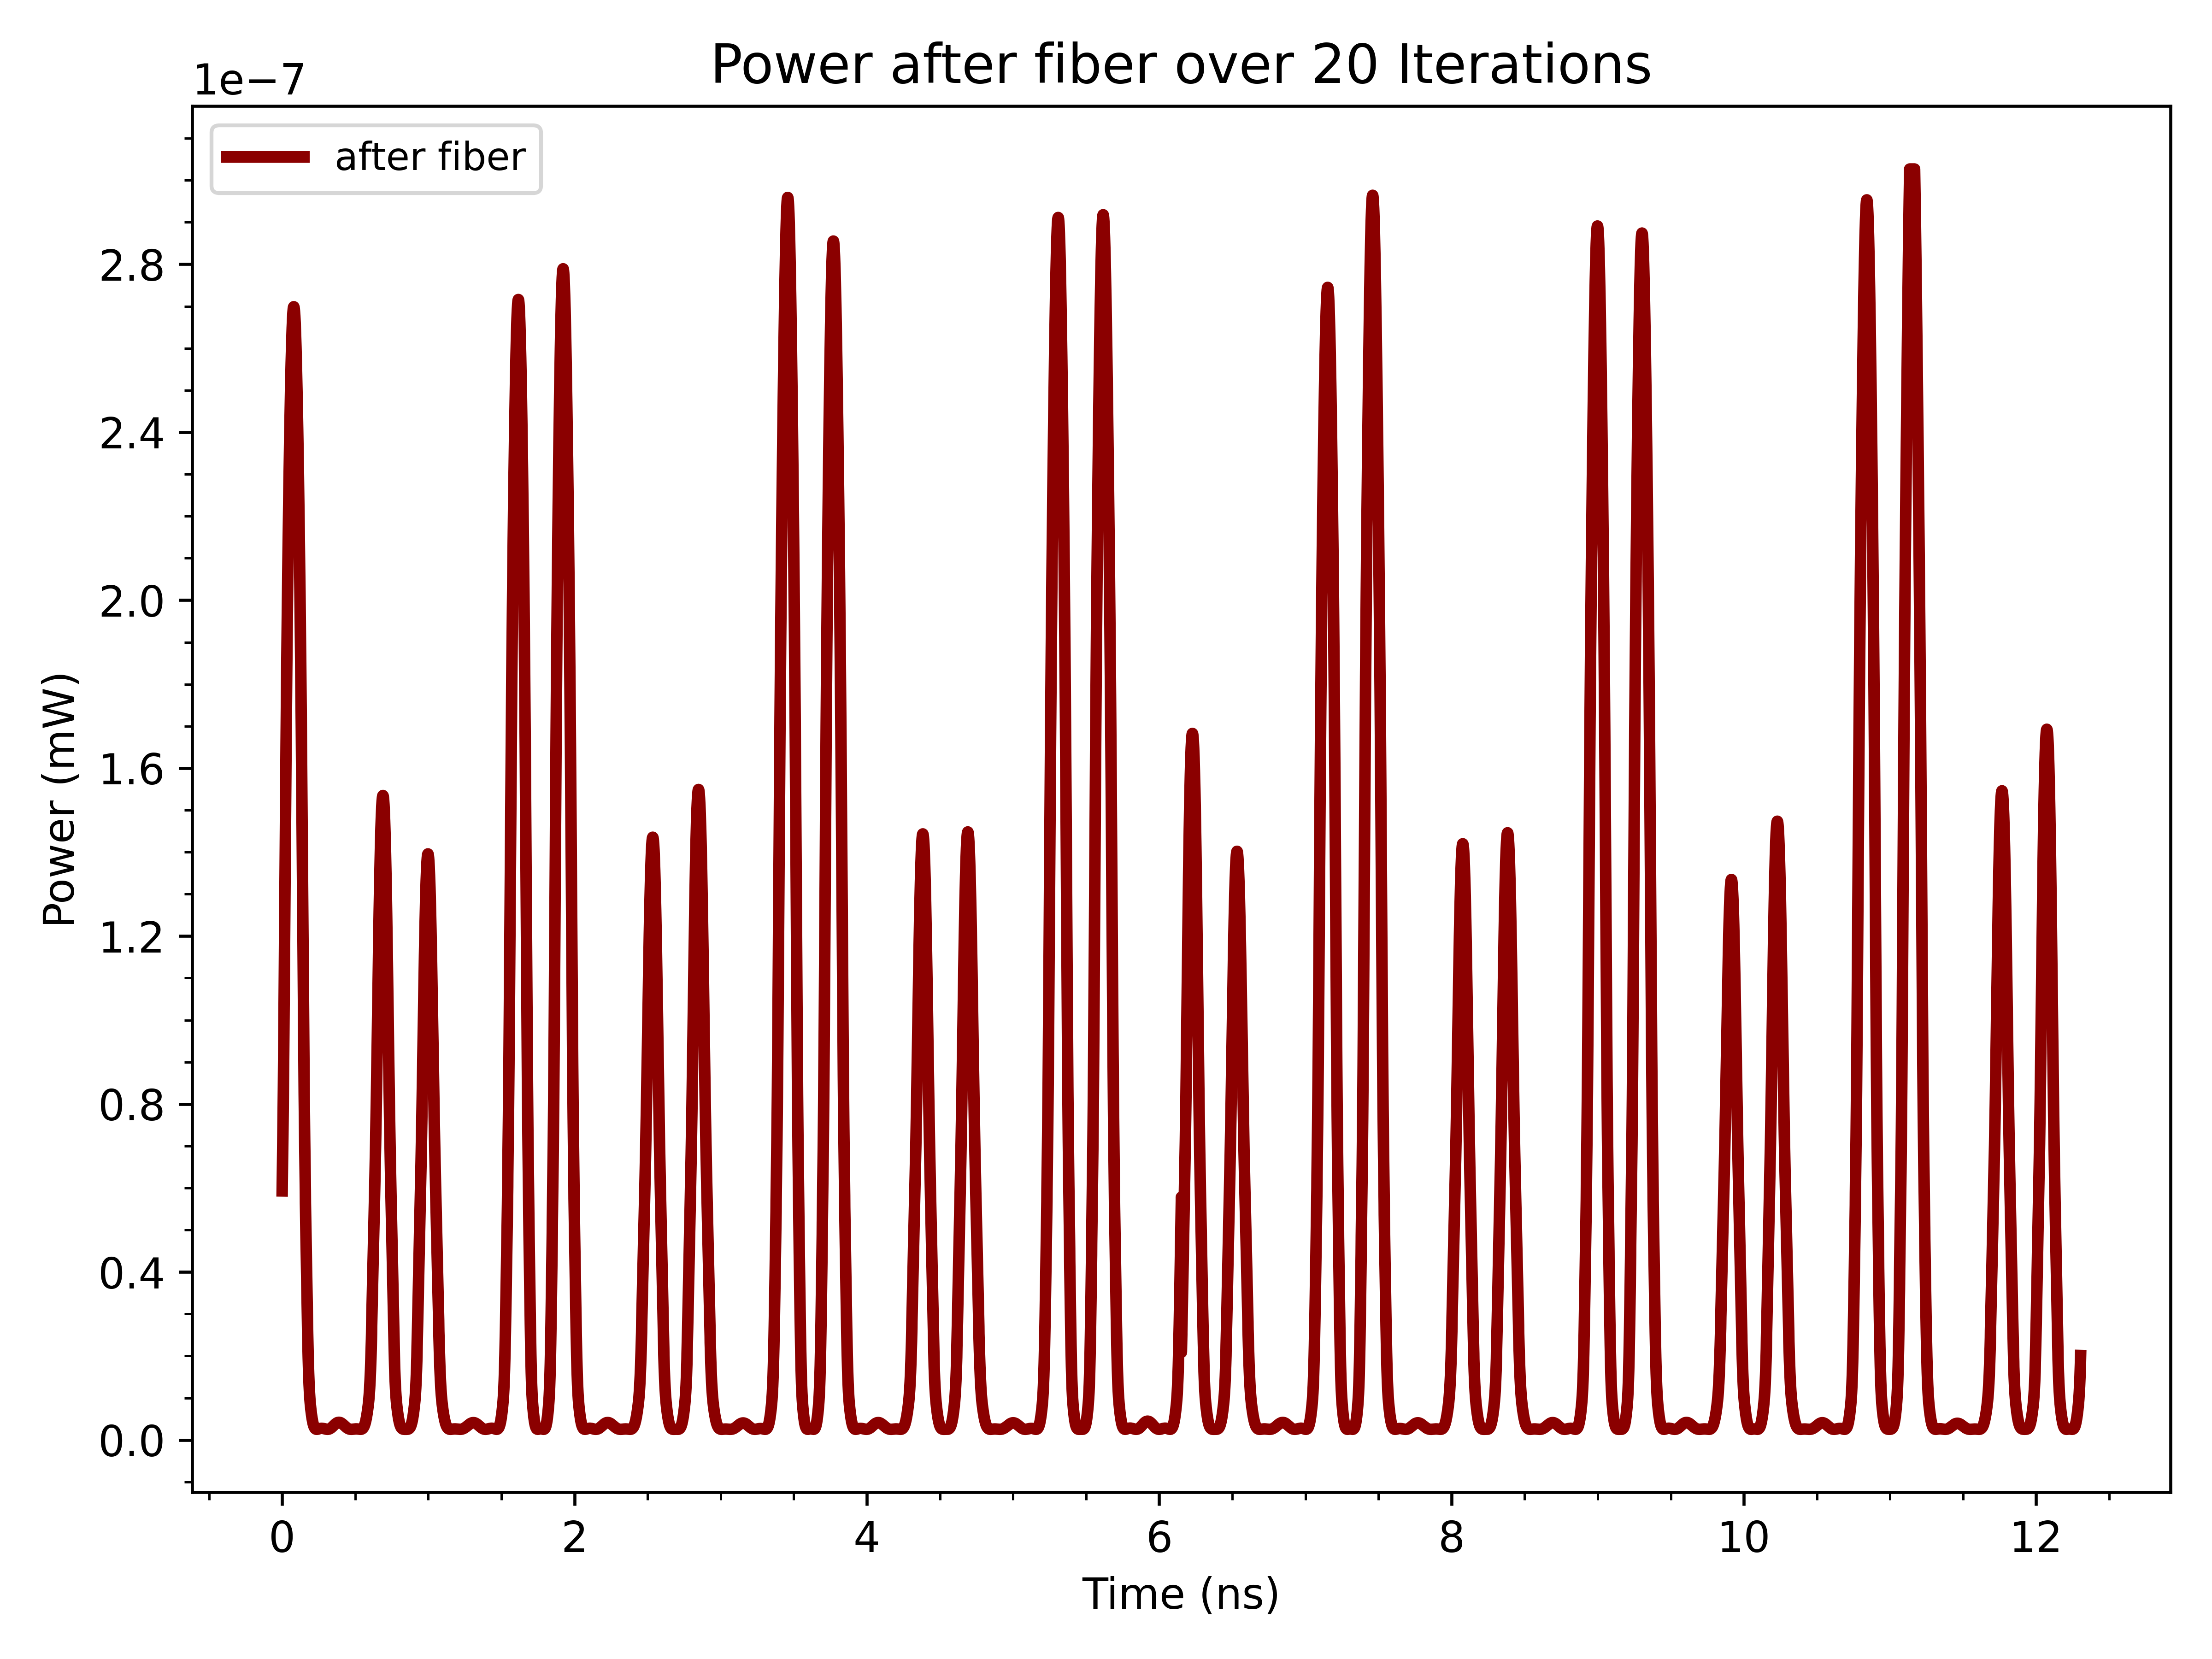 Power after fiber over 20 Iterations
1e−7
after fiber
2.8
2.4
2.0
1.6
1.2
0.8
0.4
0.0
Power (mW)
0 2 4 6 8 10 12
Time (ns)